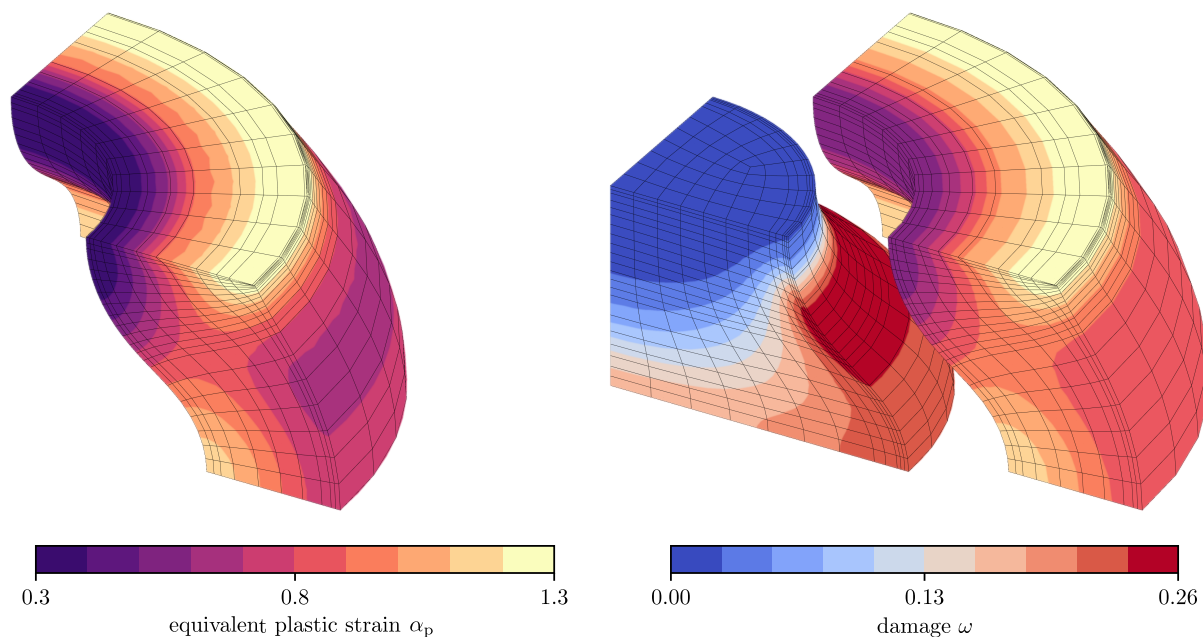 0.3 0.8 1.3
equivalent plastic strain αₚ
0.00 0.13 0.26
damage ω